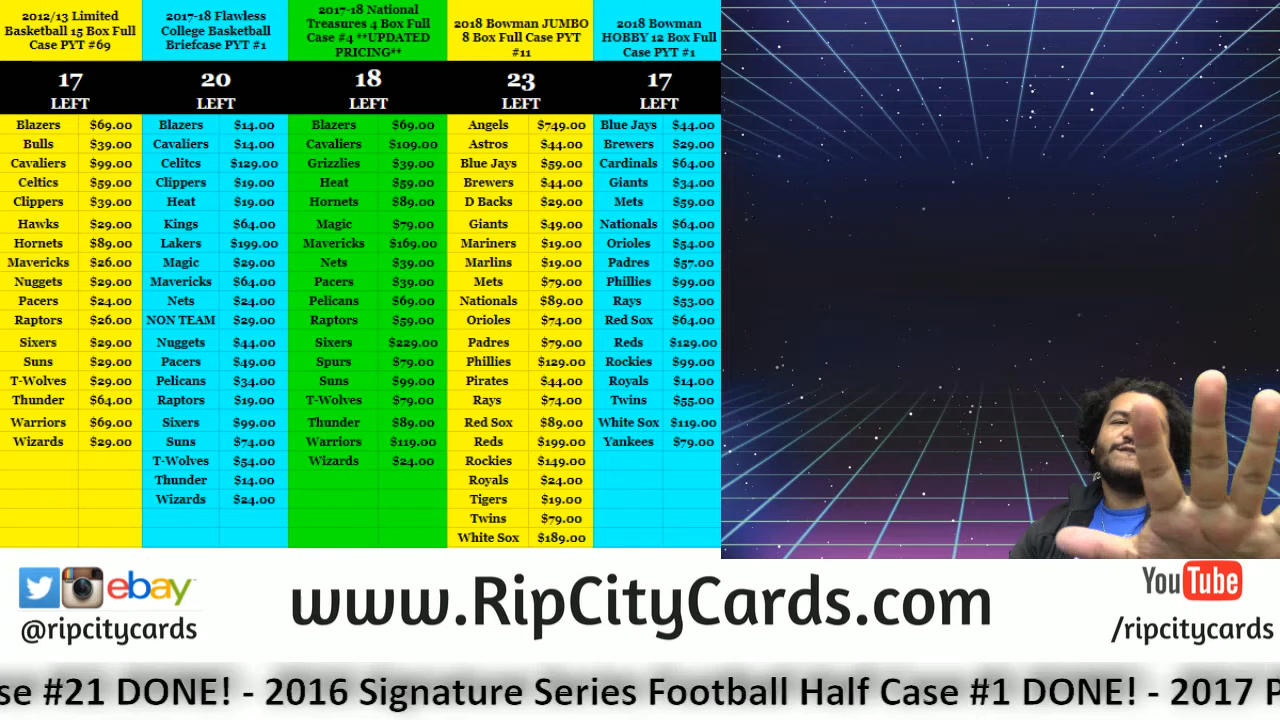 2012/13 Limited
Basketball 15 Box Full
Case PYT #69
17
LEFT
Blazers $69.00
Bulls $39.00
Cavaliers $99.00
Celtics $59.00
Clippers $39.00
Hawks $29.00
Hornets $89.00
Mavericks $26.00
Nuggets $29.00
Pacers $24.00
Raptors $26.00
Sixers $29.00
Suns $29.00
T-Wolves $29.00
Thunder $64.00
Warriors $69.00
Wizards $29.00
2017-18 Flawless
College Basketball
Briefcase PYT #1
20
LEFT
Blazers $14.00
Cavaliers $14.00
Celitcs $129.00
Clippers $19.00
Heat $19.00
Kings $64.00
Lakers $199.00
Magic $29.00
Mavericks $64.00
Nets $24.00
NON TEAM $29.00
Nuggets $44.00
Pacers $49.00
Pelicans $34.00
Raptors $19.00
Sixers $99.00
Suns $74.00
T-Wolves $54.00
Thunder $14.00
Wizards $24.00
2017-18 National
Treasures 4 Box Full
Case #4 **UPDATED
PRICING**
18
LEFT
Blazers $69.00
Cavaliers $109.00
Grizzlies $39.00
Heat $59.00
Hornets $89.00
Magic $79.00
Mavericks $169.00
Nets $39.00
Pacers $39.00
Pelicans $69.00
Raptors $59.00
Sixers $229.00
Spurs $79.00
Suns $99.00
T-Wolves $79.00
Thunder $89.00
Warriors $119.00
Wizards $24.00
2018 Bowman JUMBO
8 Box Full Case PYT
#11
23
LEFT
Angels $749.00
Astros $44.00
Blue Jays $59.00
Brewers $44.00
D Backs $29.00
Giants $49.00
Mariners $19.00
Marlins $19.00
Mets $79.00
Nationals $89.00
Orioles $74.00
Padres $79.00
Phillies $129.00
Pirates $44.00
Rays $74.00
Red Sox $89.00
Reds $199.00
Rockies $149.00
Royals $24.00
Tigers $19.00
Twins $79.00
White Sox $189.00
2018 Bowman
HOBBY 12 Box Full
Case PYT #1
17
LEFT
Blue Jays $44.00
Brewers $29.00
Cardinals $64.00
Giants $34.00
Mets $59.00
Nationals $64.00
Orioles $54.00
Padres $57.00
Phillies $99.00
Rays $53.00
Red Sox $64.00
Reds $129.00
Rockies $99.00
Royals $14.00
Twins $55.00
White Sox $119.00
Yankees $79.00
ebay
@ripcitycards
www.RipCityCards.com
YouTube
/ripcitycards
se #21 DONE! - 2016 Signature Series Football Half Case #1 DONE! - 2017 P